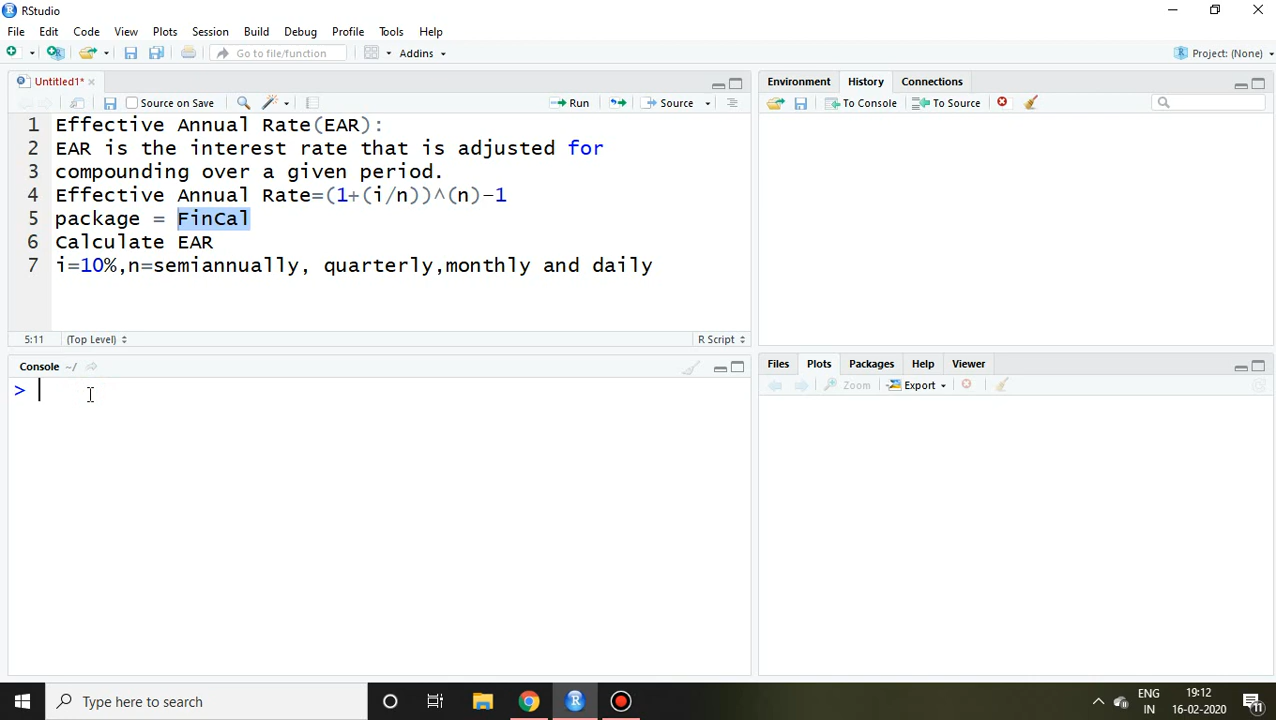 RStudio
File Edit Code View Plots Session Build Debug Profile Tools Help
Go to file/function Addins Project: (None)
Untitled1* Environment History Connections
Source on Save Run Source To Console To Source
1 Effective Annual Rate(EAR):
2 EAR is the interest rate that is adjusted for
3 compounding over a given period.
4 Effective Annual Rate=(1+(i/n))^(n)-1
5 package = FinCal
6 Calculate EAR
7 i=10%,n=semiannually, quarterly,monthly and daily
5:11 (Top Level) R Script
Console ~/ Files Plots Packages Help Viewer
Zoom Export
>
Type here to search
ENG 19:12
IN 16-02-2020 11